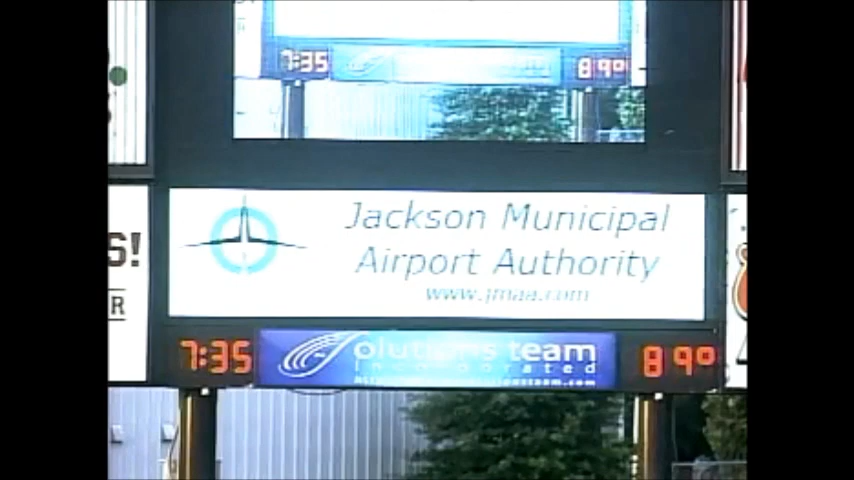 7:35
89°
S!
R
Jackson Municipal
Airport Authority
www.jmaa.com
7:35
Solutions team
Incorporated
89°